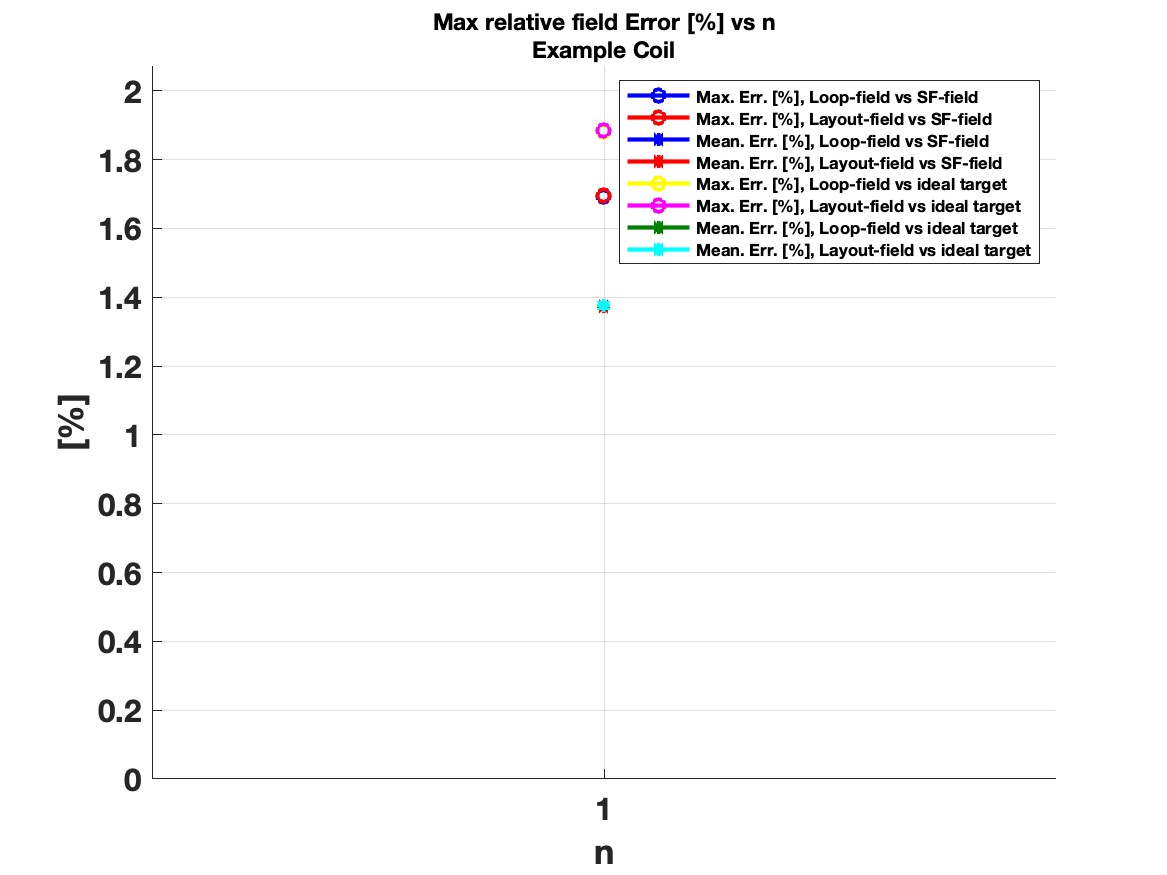 Max relative field Error [%] vs n
Example Coil
2
1.8
1.6
1.4
1.2
1
0.8
0.6
0.4
0.2
0
[%]
Max. Err. [%], Loop-field vs SF-field
Max. Err. [%], Layout-field vs SF-field
Mean. Err. [%], Loop-field vs SF-field
Mean. Err. [%], Layout-field vs SF-field
Max. Err. [%], Loop-field vs ideal target
Max. Err. [%], Layout-field vs ideal target
Mean. Err. [%], Loop-field vs ideal target
Mean. Err. [%], Layout-field vs ideal target
1
n